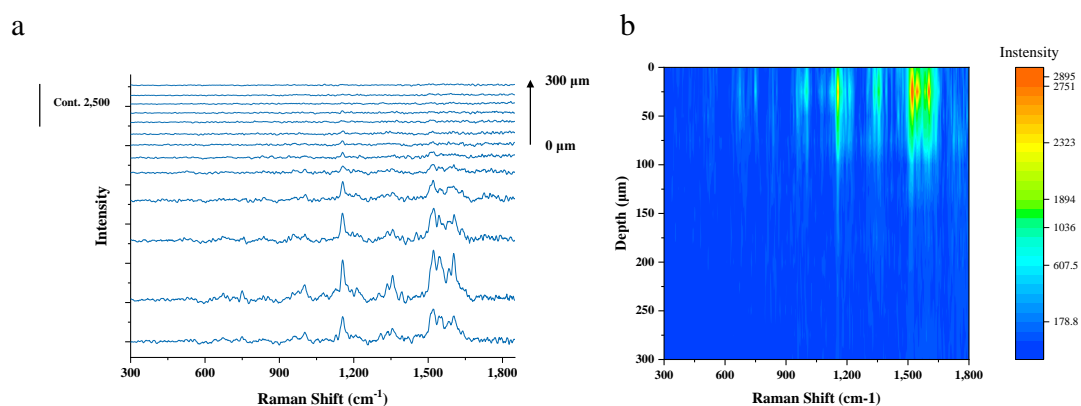 a
Cont. 2,500
Intensity
300 µm
0 µm
300 600 900 1,200 1,500 1,800
Raman Shift (cm-1)
b
Instensity
Depth (µm)
0
50
100
150
200
250
300
300 600 900 1,200 1,500 1,800
Raman Shift (cm-1)
2895
2751
2323
1894
1036
607.5
178.8